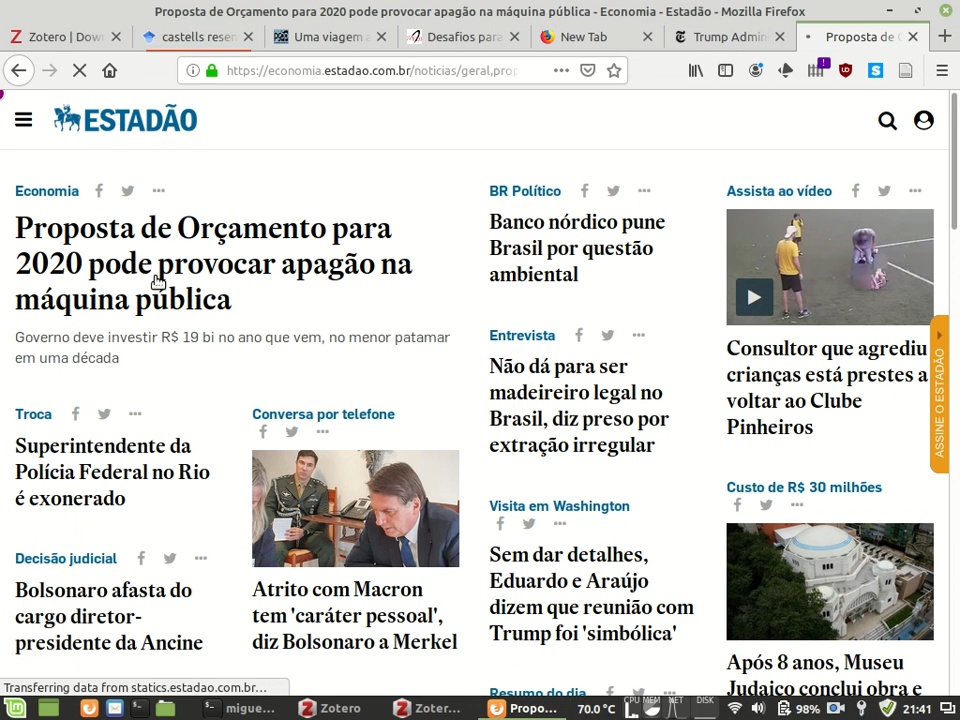 Proposta de Orçamento para 2020 pode provocar apagão na máquina pública - Economia - Estadão - Mozilla Firefox
Zotero | Dow
castells rese
Uma viagem
Desafios para
New Tab
Trump Admin
Proposta de O
https://economia.estadao.com.br/noticias/geral,prop
ESTADÃO
Economia
Proposta de Orçamento para
2020 pode provocar apagão na
máquina pública
Governo deve investir R$ 19 bi no ano que vem, no menor patamar
em uma década
Troca
Superintendente da
Polícia Federal no Rio
é exonerado
Decisão judicial
Bolsonaro afasta do
cargo diretor-
presidente da Ancine
Conversa por telefone
Atrito com Macron
tem 'caráter pessoal',
diz Bolsonaro a Merkel
BR Político
Banco nórdico pune
Brasil por questão
ambiental
Entrevista
Não dá para ser
madeireiro legal no
Brasil, diz preso por
extração irregular
Visita em Washington
Sem dar detalhes,
Eduardo e Araújo
dizem que reunião com
Trump foi 'simbólica'
Resumo do dia
Assista ao vídeo
Consultor que agrediu
crianças está prestes a
voltar ao Clube
Pinheiros
Custo de R$ 30 milhões
Após 8 anos, Museu
Judaico conclui obra e
ASSINE O ESTADÃO
Transferring data from statics.estadao.com.br...
migue...
Zotero
Zoter...
Propo...
70.0 °C
CPU MEM
NET
DISK
98%
21:41